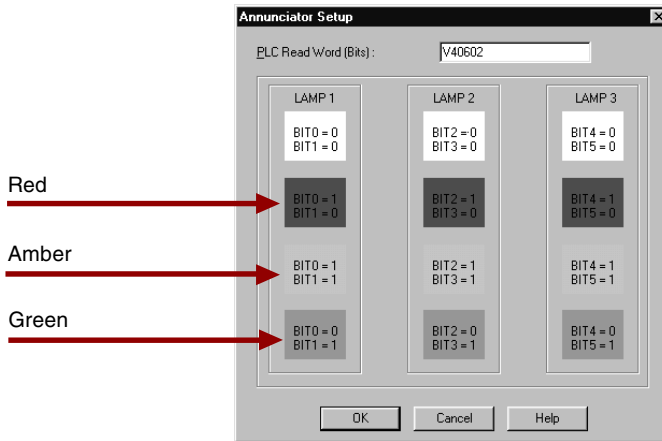 Annunciator Setup
PLC Read Word (Bits) :
V40602
LAMP 1
LAMP 2
LAMP 3
BIT0 = 0
BIT1 = 0
BIT2 = 0
BIT3 = 0
BIT4 = 0
BIT5 = 0
Red
BIT0 = 1
BIT1 = 0
BIT2 = 1
BIT3 = 0
BIT4 = 1
BIT5 = 0
Amber
BIT0 = 1
BIT1 = 1
BIT2 = 1
BIT3 = 1
BIT4 = 1
BIT5 = 1
Green
BIT0 = 0
BIT1 = 1
BIT2 = 0
BIT3 = 1
BIT4 = 0
BIT5 = 1
OK
Cancel
Help